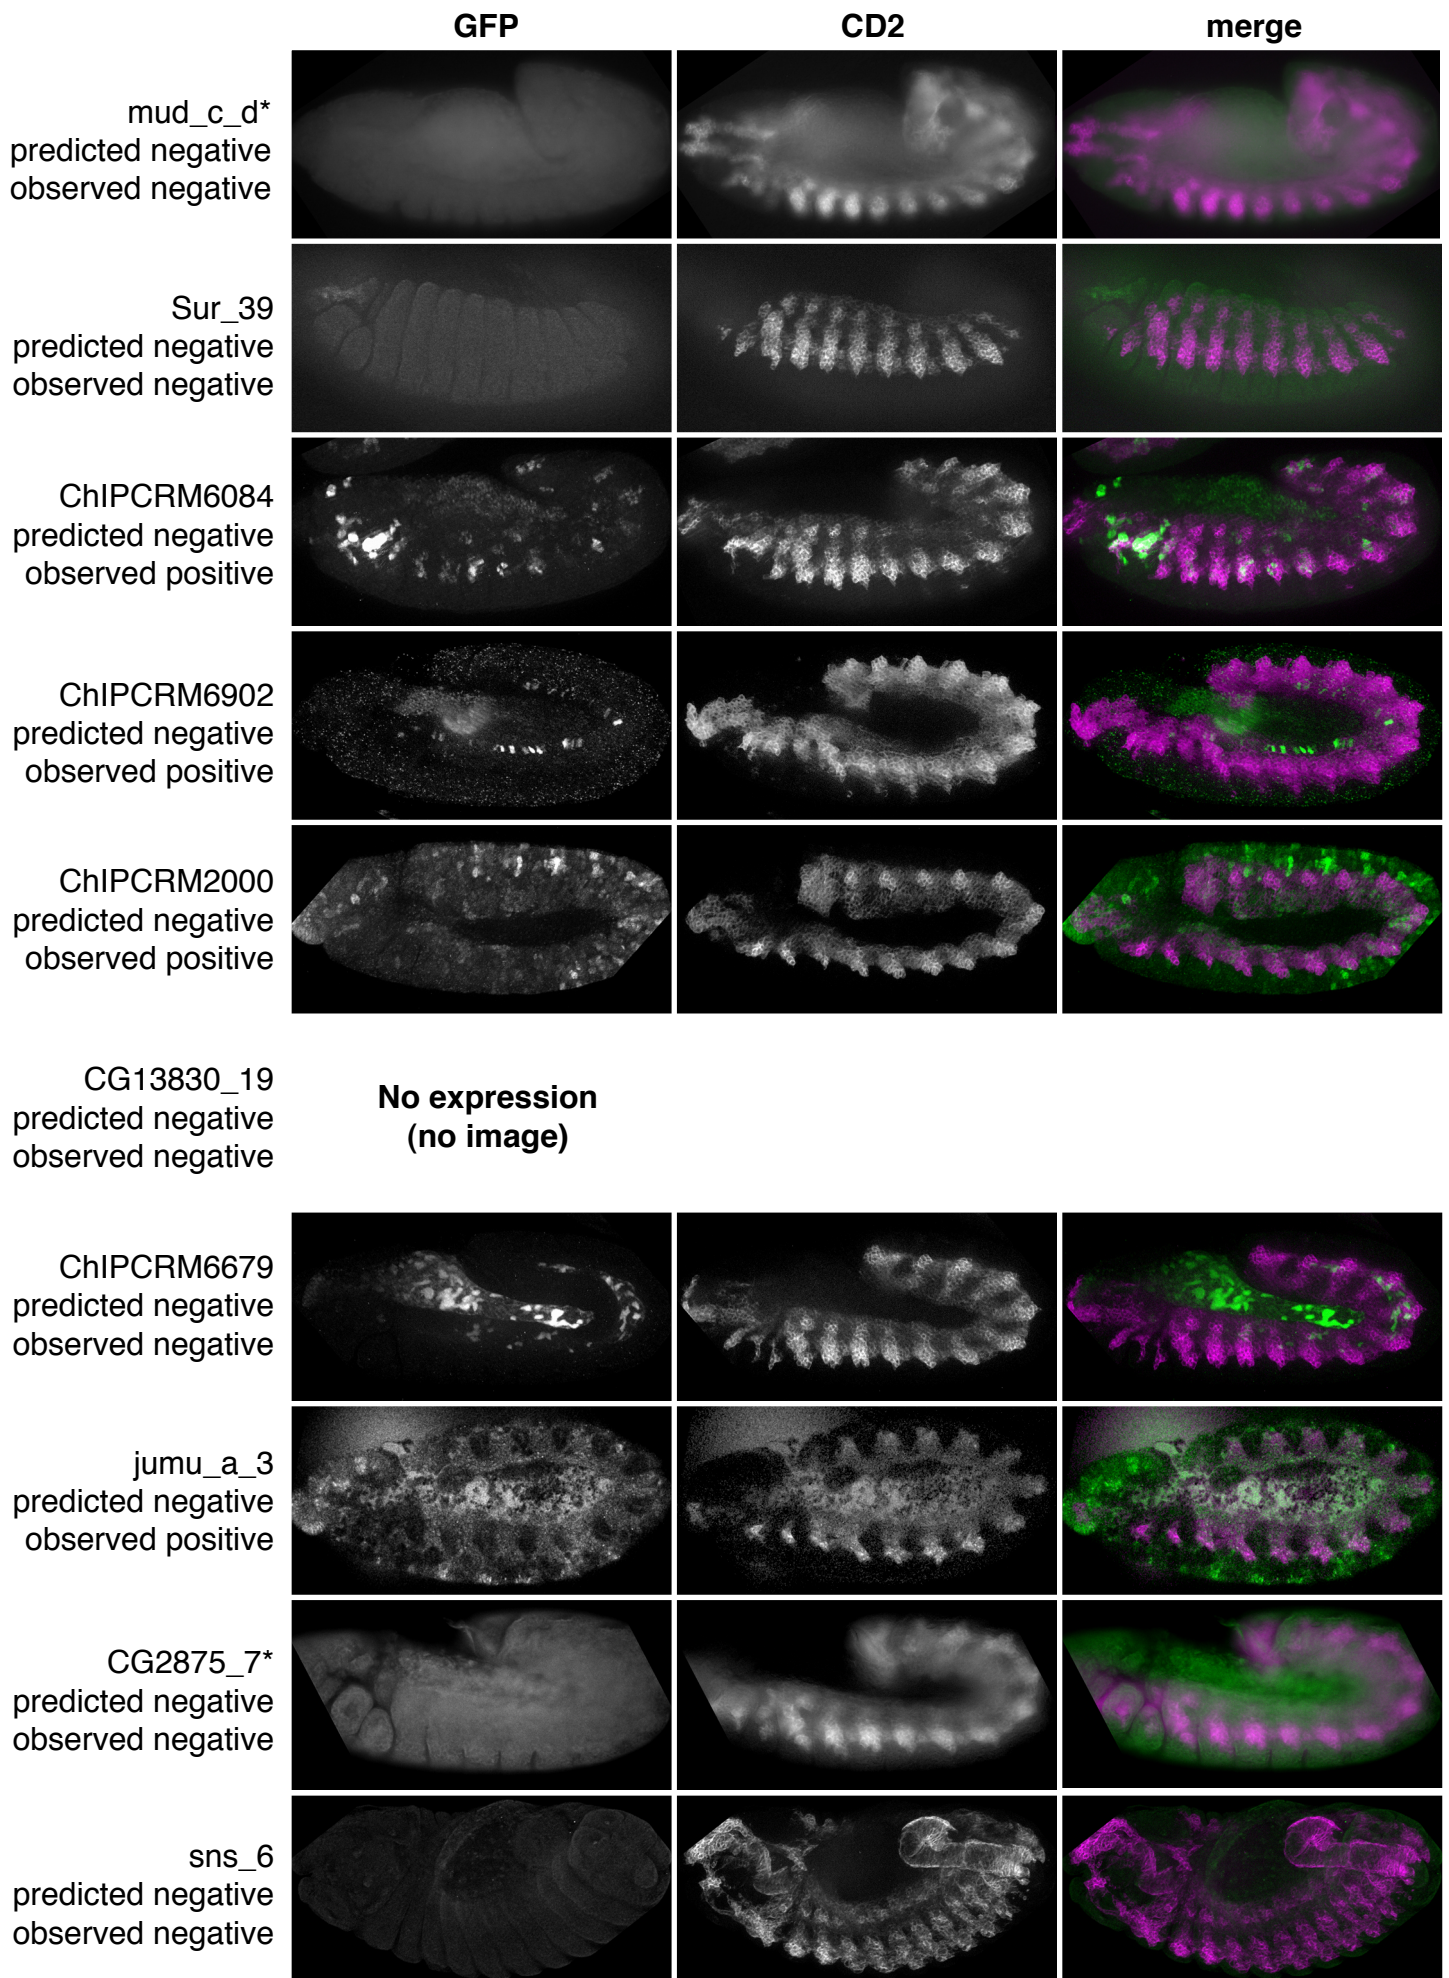 GFP CD2 merge
mud_c_d*
predicted negative
observed negative
Sur_39
predicted negative
observed negative
ChIPCRM6084
predicted negative
observed positive
ChIPCRM6902
predicted negative
observed positive
ChIPCRM2000
predicted negative
observed positive
CG13830_19
predicted negative
observed negative
No expression
(no image)
ChIPCRM6679
predicted negative
observed negative
jumu_a_3
predicted negative
observed positive
CG2875_7*
predicted negative
observed negative
sns_6
predicted negative
observed negative